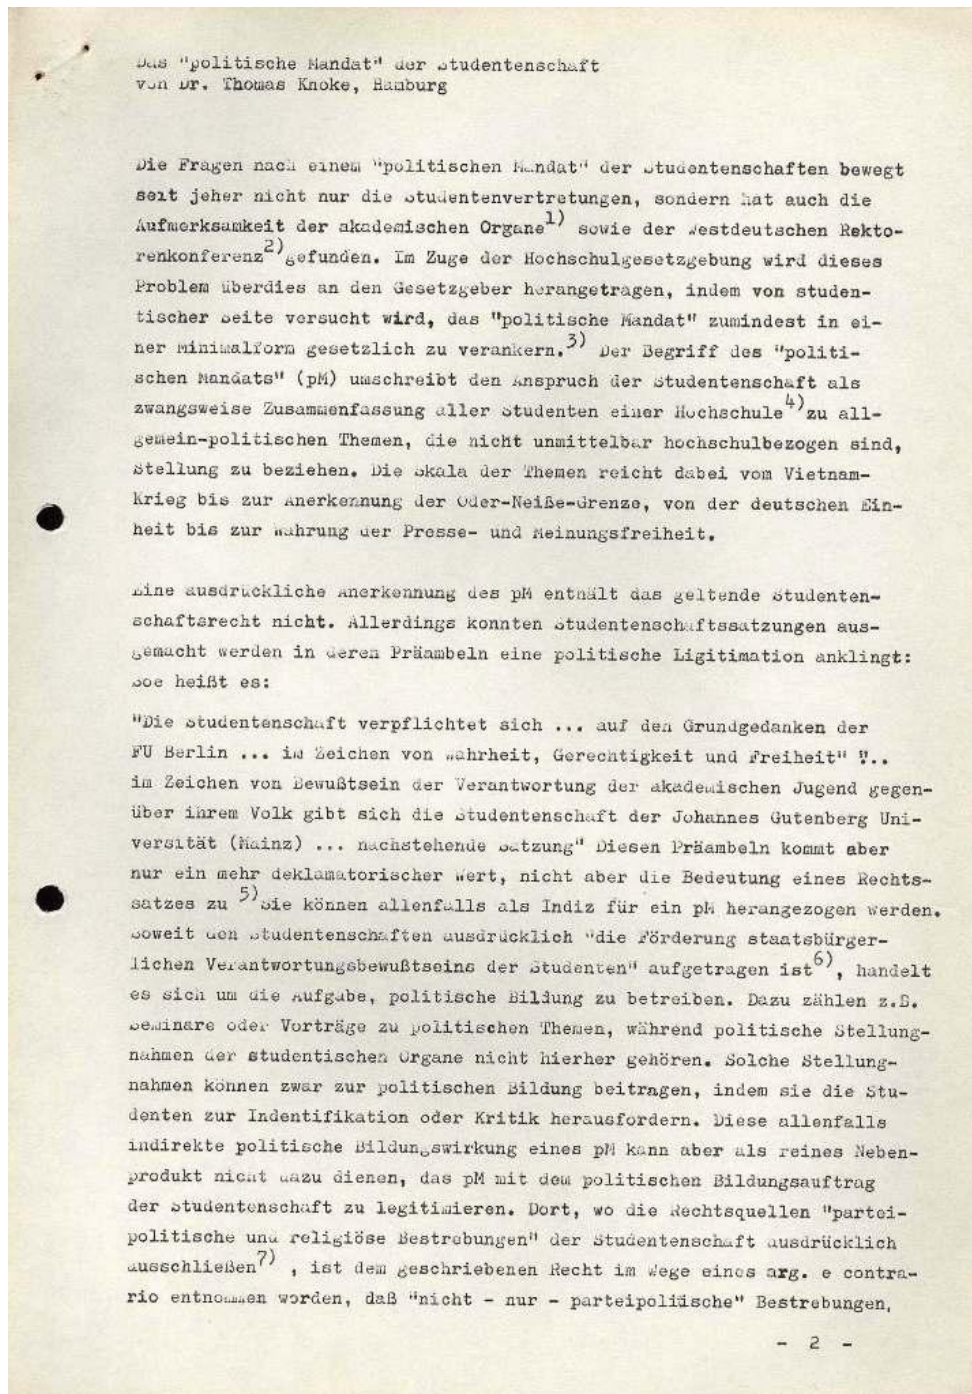 Das "politische Mandat" der Studentenschaft
von Dr. Thomas Knoke, Hamburg
Die Fragen nach einem "politischen Mandat" der Studentenschaften bewegt
seit jeher nicht nur die Studentenvertretungen, sondern hat auch die
Aufmerksamkeit der akademischen Organe1) sowie der Westdeutschen Rekto-
renkonferenz2)gefunden. Im Zuge der Hochschulgesetzgebung wird dieses
Problem überdies an den Gesetzgeber herangetragen, indem von studen-
tischer Seite versucht wird, das "politische Mandat" zumindest in ei-
ner Minimalform gesetzlich zu verankern.3) Der Begriff des "politi-
schen Mandats" (pM) umschreibt den Anspruch der Studentenschaft als
zwangsweise Zusammenfassung aller Studenten einer Hochschule4)zu all-
gemein-politischen Themen, die nicht unmittelbar hochschulbezogen sind,
Stellung zu beziehen. Die Skala der Themen reicht dabei vom Vietnam-
Krieg bis zur Anerkennung der Oder-Neiße-Grenze, von der deutschen Ein-
heit bis zur Wahrung der Presse- und Meinungsfreiheit.
Eine ausdrückliche Anerkennung des pM enthält das geltende Studenten-
schaftsrecht nicht. Allerdings konnten Studentenschaftssatzungen aus-
gemacht werden in deren Präambeln eine politische Ligitimation anklingt:
Soe heißt es:
"Die Studentenschaft verpflichtet sich ... auf den Grundgedanken der
FU Berlin ... im Zeichen von Wahrheit, Gerechtigkeit und Freiheit" "..
im Zeichen von Bewußtsein der Verantwortung der akademischen Jugend gegen-
über ihrem Volk gibt sich die Studentenschaft der Johannes Gutenberg Uni-
versität (Mainz) ... nachstehende Satzung" Diesen Präambeln kommt aber
nur ein mehr deklamatorischer Wert, nicht aber die Bedeutung eines Rechts-
satzes zu 5)Sie können allenfalls als Indiz für ein pM herangezogen werden.
Soweit den Studentenschaften ausdrücklich "die Förderung staatsbürger-
lichen Verantwortungsbewußtseins der Studenten" aufgetragen ist6), handelt
es sich um die Aufgabe, politische Bildung zu betreiben. Dazu zählen z.B.
Seminare oder Vorträge zu politischen Themen, während politische Stellung-
nahmen der studentischen Organe nicht hierher gehören. Solche Stellung-
nahmen können zwar zur politischen Bildung beitragen, indem sie die Stu-
denten zur Indentifikation oder Kritik herausfordern. Diese allenfalls
indirekte politische Bildungswirkung eines pM kann aber als reines Neben-
produkt nicht dazu dienen, das pM mit dem politischen Bildungsauftrag
der Studentenschaft zu legitimieren. Dort, wo die Rechtsquellen "partei-
politische und religiöse Bestrebungen" der Studentenschaft ausdrücklich
ausschließen7) , ist dem geschriebenen Recht im Wege eines arg. e contra-
rio entnommen worden, daß "nicht - nur - parteipolitische" Bestrebungen,
- 2 -